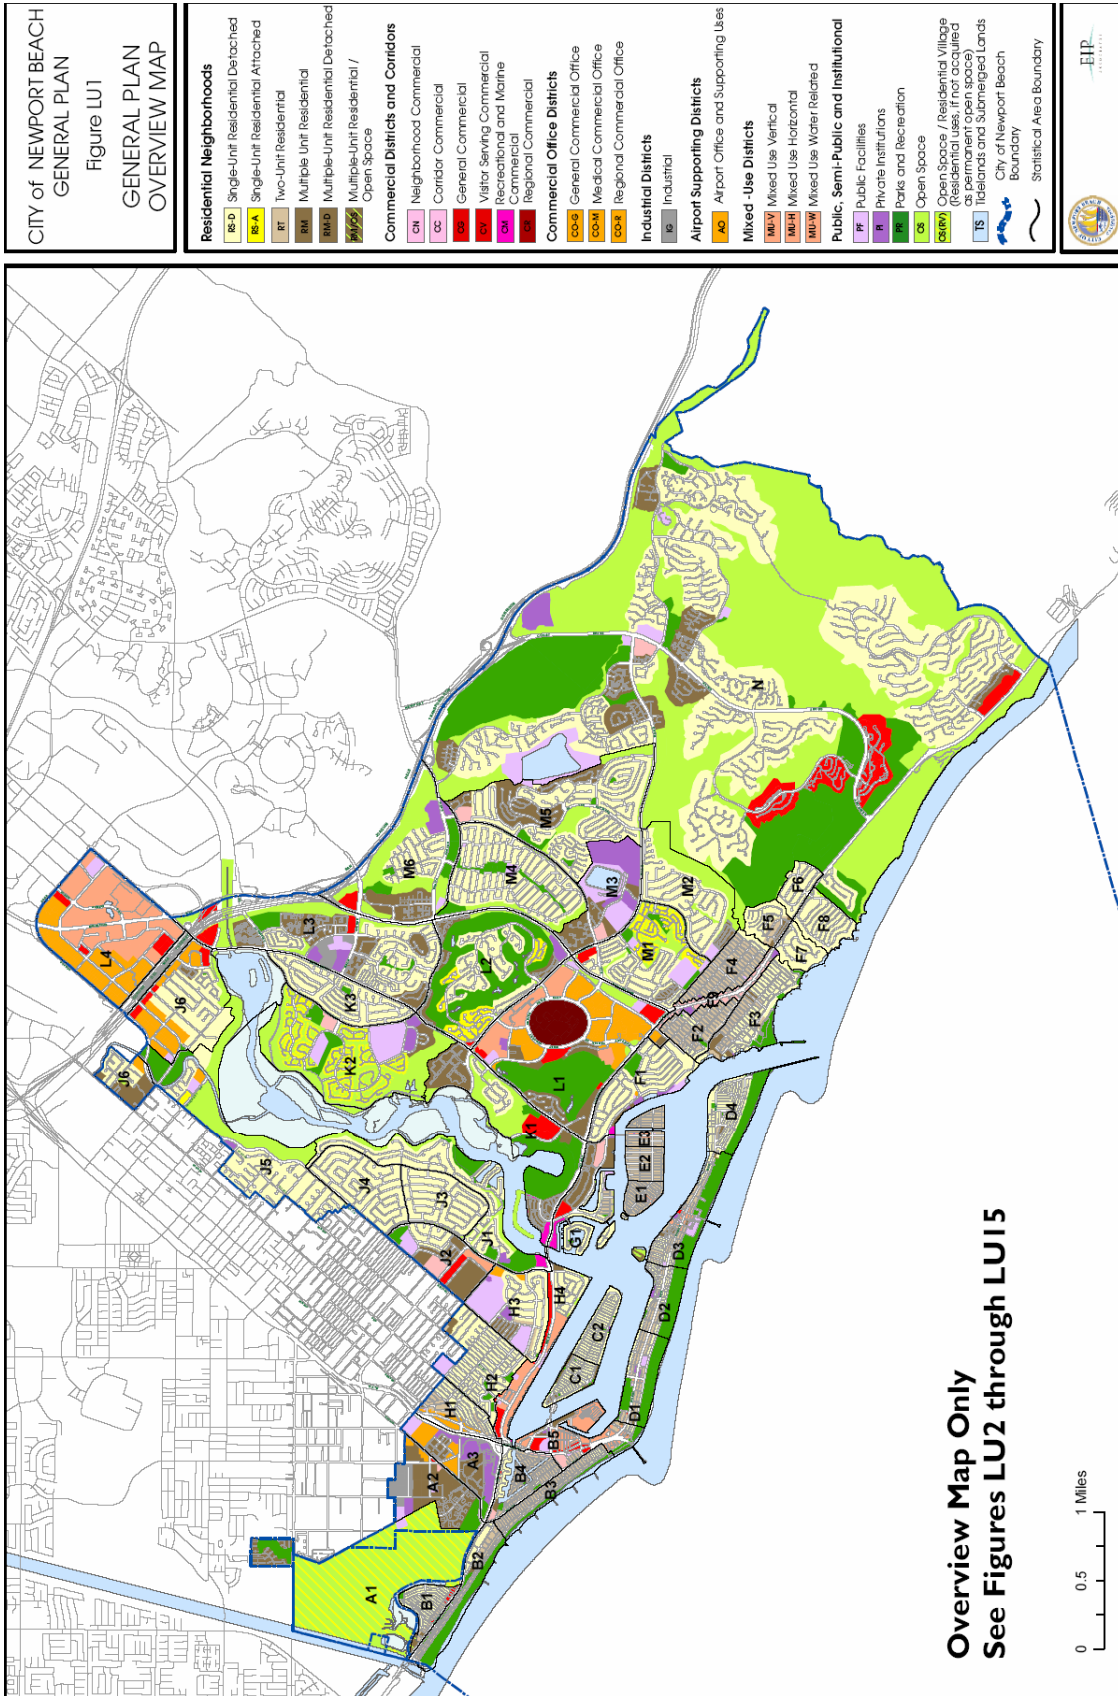 CITY of NEWPORT BEACH
GENERAL PLAN
Figure LU1
GENERAL PLAN
OVERVIEW MAP
Residential Neighborhoods
RS-D Single-Unit Residential Detached
RS-A Single-Unit Residential Attached
RT Two-Unit Residential
RM Multiple Unit Residential
RM-D Multiple-Unit Residential Detached
RM/OS Multiple-Unit Residential /
Open Space
Commercial Districts and Corridors
CN Neighborhood Commercial
CC Corridor Commercial
CG General Commercial
CV Visitor Serving Commercial
CM Recreational and Marine
Commercial
CR Regional Commercial
Commercial Office Districts
CO-G General Commercial Office
CO-M Medical Commercial Office
CO-R Regional Commercial Office
Industrial Districts
IG Industrial
Airport Supporting Districts
AO Airport Office and Supporting Uses
Mixed -Use Districts
MU-V Mixed Use Vertical
MU-H Mixed Use Horizontal
MU-W Mixed Use Water Related
Public, Semi-Public and Institutional
PF Public Facilities
PI Private Institutions
PR Parks and Recreation
OS Open Space
OS(RV) Open Space / Residential Village
(Residential uses, if not acquired
as permanent open space)
TS Tidelands and Submerged Lands
City of Newport Beach
Boundary
Statistical Area Boundary
EIP
L4
J6
J6
L3
M6
K3
K2
M4
M5
L2
J5
J4
J3
J2
J1
K1
L1
M3
M1
M2
N
F1
F2
F3
F4
F5
F6
F7
F8
F9
E1
E2
E3
G1
H1
H2
H3
H4
C1
C2
D1
D2
D3
D4
A1
A2
A3
B1
B2
B3
B4
B5
Overview Map Only
See Figures LU2 through LU15
0 0.5 1 Miles